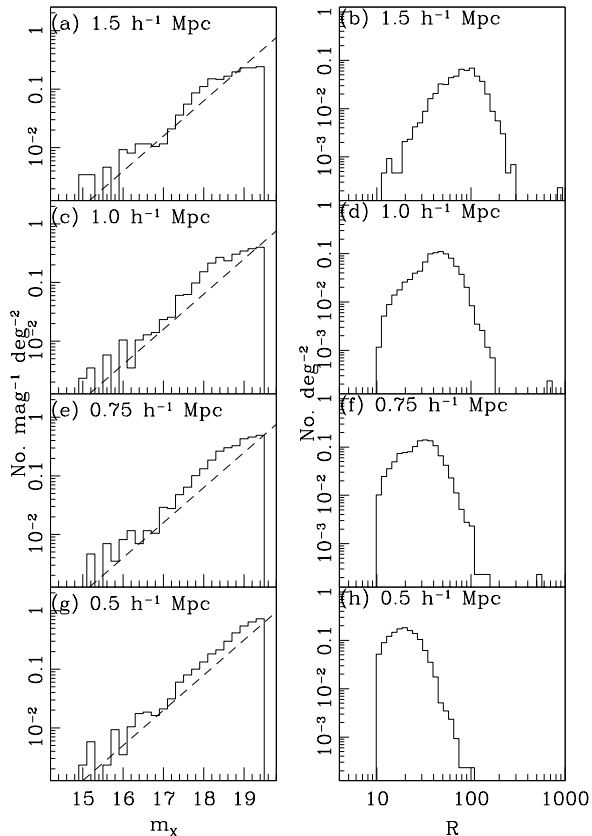 (a) 1.5 h⁻¹ Mpc
1
0.1
10⁻²
(b) 1.5 h⁻¹ Mpc
0.1
10⁻²
10⁻³
(c) 1.0 h⁻¹ Mpc
1
0.1
10⁻²
(d) 1.0 h⁻¹ Mpc
0.1
10⁻²
10⁻³
No. mag⁻¹ deg⁻²
No. deg⁻²
(e) 0.75 h⁻¹ Mpc
1
0.1
10⁻²
(f) 0.75 h⁻¹ Mpc
0.1
10⁻²
10⁻³
(g) 0.5 h⁻¹ Mpc
1
0.1
10⁻²
(h) 0.5 h⁻¹ Mpc
0.1
10⁻²
10⁻³
15 16 17 18 19
10 100 1000
mₓ
R